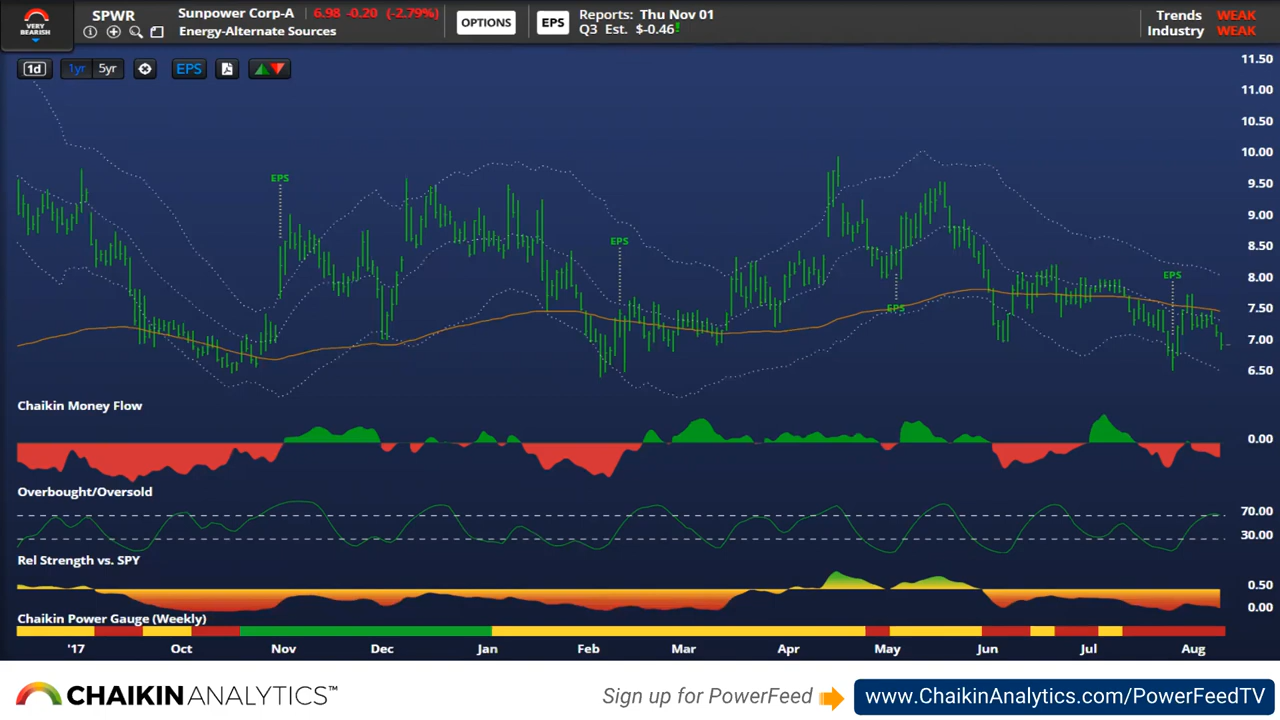 VERY
BEARISH
SPWR
Sunpower Corp-A 6.98 -0.20 (-2.79%)
Energy-Alternate Sources
OPTIONS
EPS
Reports: Thu Nov 01
Q3 Est. $-0.46
Trends WEAK
Industry WEAK
1d 1yr 5yr EPS
11.50
11.00
10.50
10.00
9.50
9.00
8.50
8.00
7.50
7.00
6.50
EPS
EPS
EPS
EPS
Chaikin Money Flow
0.00
Overbought/Oversold
70.00
30.00
Rel Strength vs. SPY
0.50
0.00
Chaikin Power Gauge (Weekly)
'17 Oct Nov Dec Jan Feb Mar Apr May Jun Jul Aug
CHAIKIN ANALYTICS™
Sign up for PowerFeed
www.ChaikinAnalytics.com/PowerFeedTV